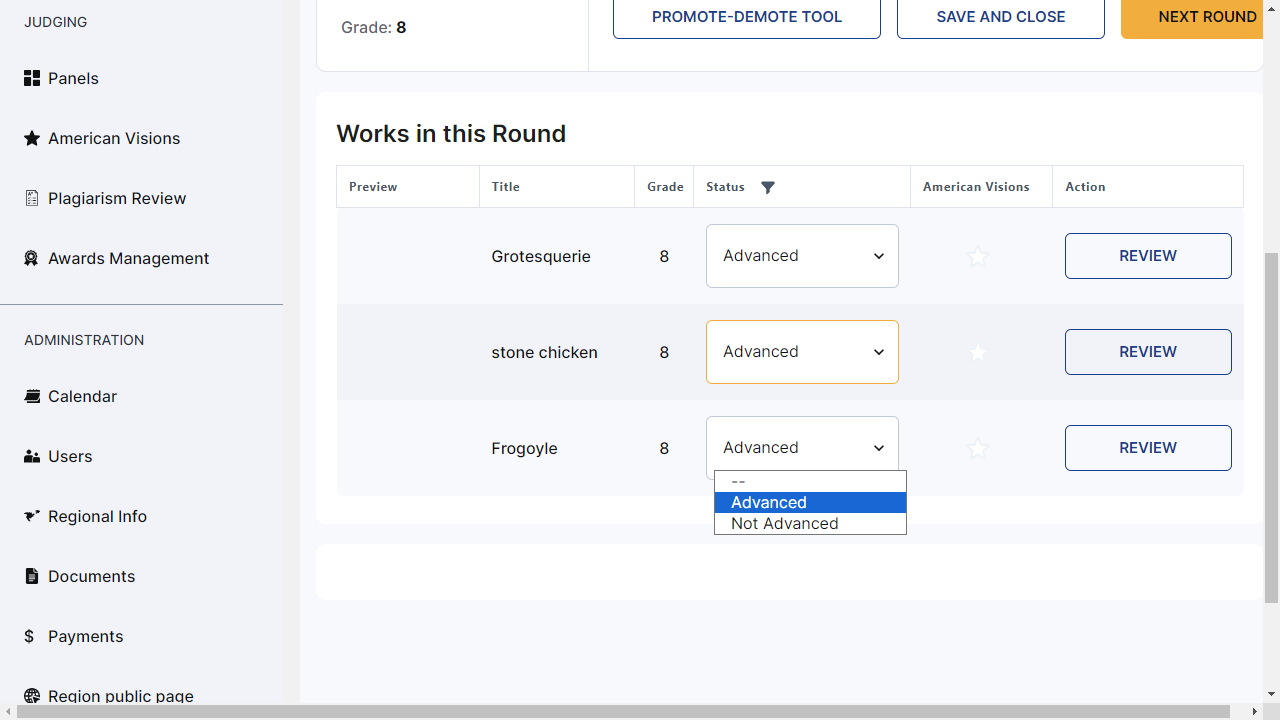 JUDGING
Panels
American Visions
Plagiarism Review
Awards Management
ADMINISTRATION
Calendar
Users
Regional Info
Documents
$ Payments
Region public page
Grade: 8
PROMOTE-DEMOTE TOOL
SAVE AND CLOSE
NEXT ROUND
Works in this Round
Preview Title Grade Status American Visions Action
Grotesquerie 8 Advanced REVIEW
stone chicken 8 Advanced REVIEW
Frogoyle 8 Advanced REVIEW
--
Advanced
Not Advanced